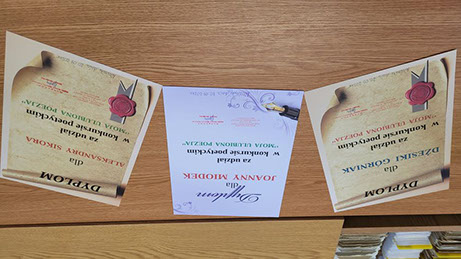 DYPLOM
dla
ALEKSANDRY SIKORA
za udział
w konkursie poetyckim
"MOJA ULUBIONA POEZJA"
Dyplom
dla
JOANNY MIODEK
za udział
w konkursie poetyckim
"MOJA ULUBIONA POEZJA"
DYPLOM
dla
DŻESIKI GÓRNIAK
za udział
w konkursie poetyckim
"MOJA ULUBIONA POEZJA"